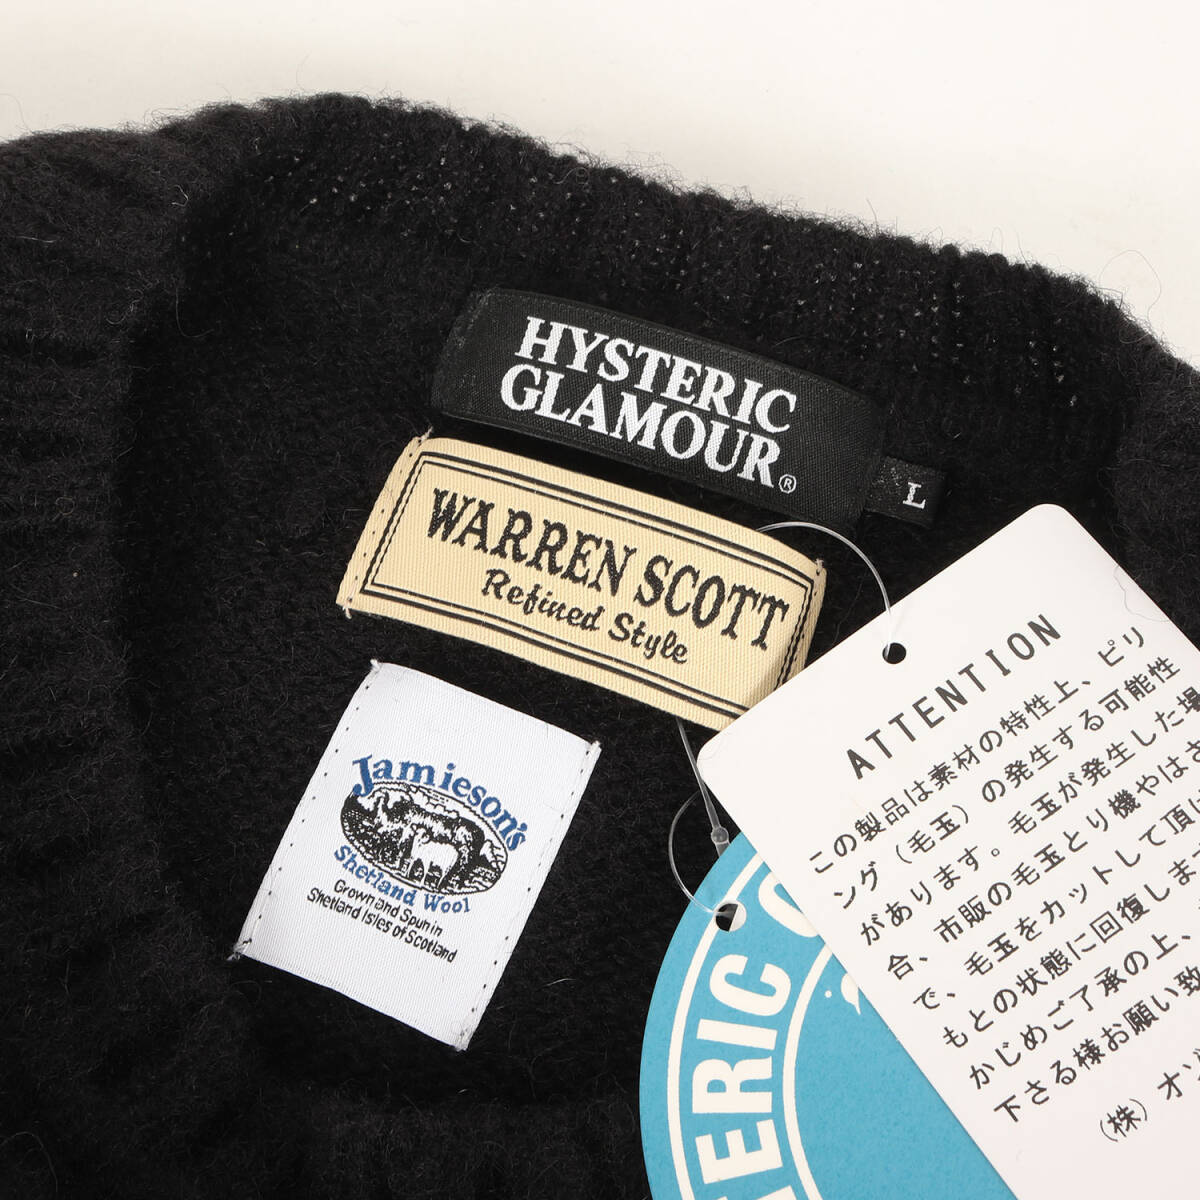 HYSTERIC
GLAMOUR®
L
WARREN SCOTT
Refined Style
Jamieson's
Shetland Wool
Grown and Spun in
Shetland Isles of Scotland
ATTENTION
この製品は素材の特性上、ピリ
ング（毛玉）の発生する可能性
があります。毛玉が発生した場
合、市販の毛玉とり機やはさ
で、毛玉をカットして頂
もとの状態に回復します
かじめご了承の上、
下さる様お願い致
（株）オン
TERIC